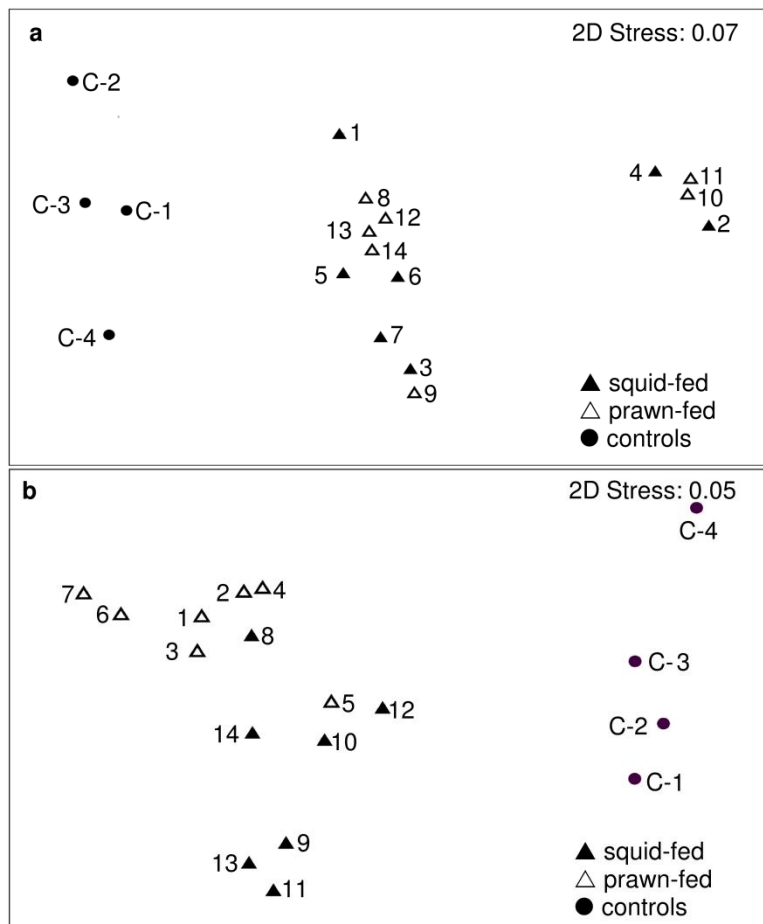 a
2D Stress: 0.07
C-2
1
4
11
10
8
C-3
C-1
12
2
13
14
5
6
C-4
7
3
9
squid-fed
prawn-fed
controls
b
2D Stress: 0.05
C-4
7
2
4
6
1
8
3
C-3
5
12
14
10
C-2
C-1
9
13
11
squid-fed
prawn-fed
controls